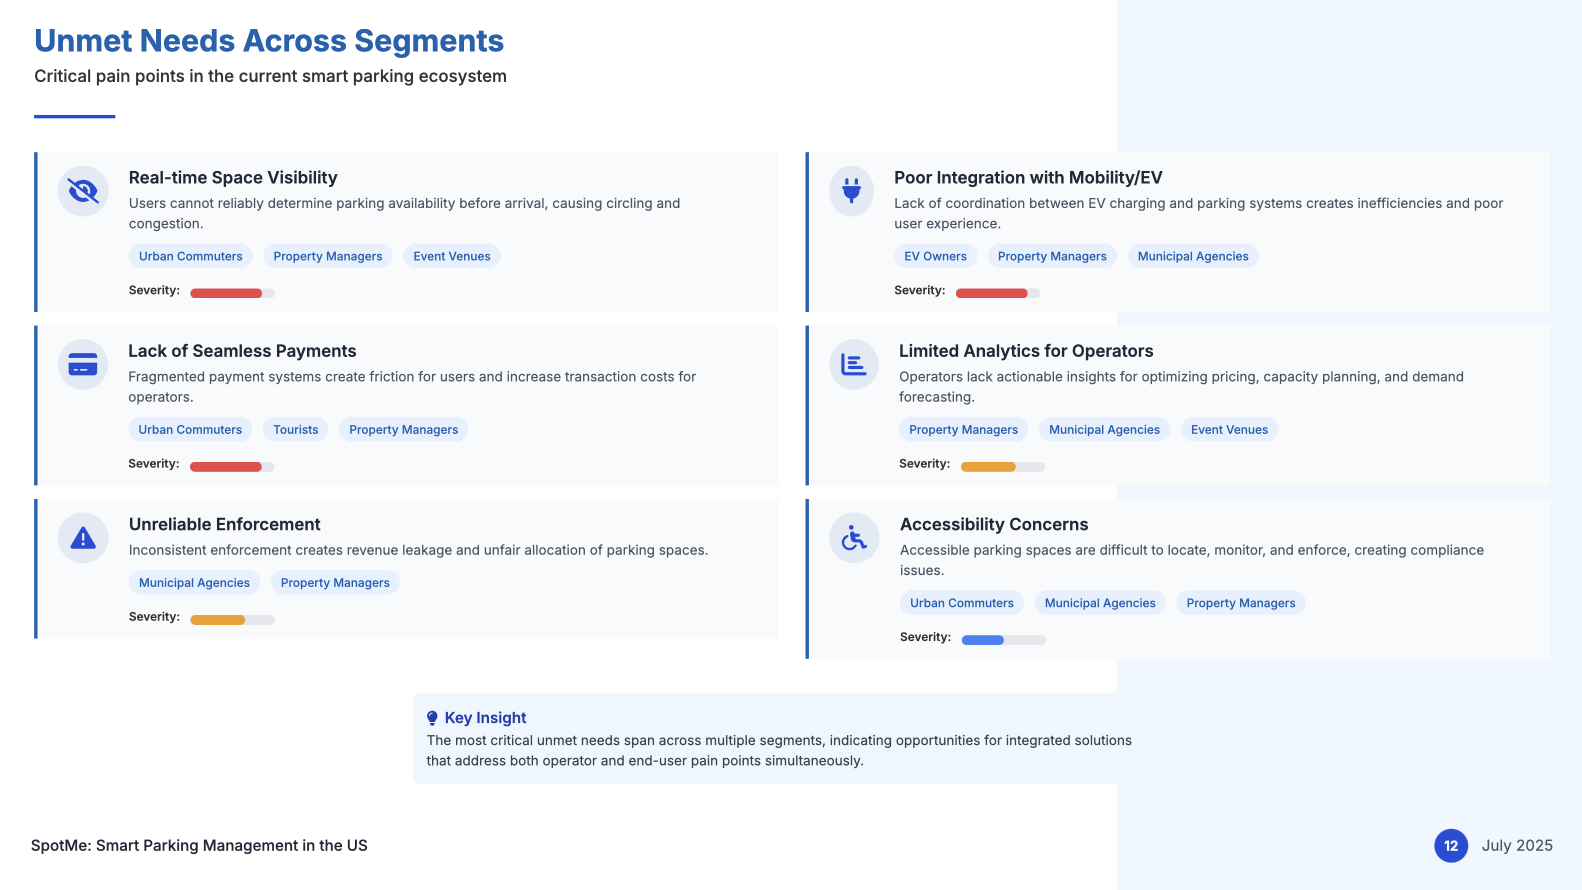 Unmet Needs Across Segments
Critical pain points in the current smart parking ecosystem
Real-time Space Visibility
Users cannot reliably determine parking availability before arrival, causing circling and
congestion.
Urban Commuters Property Managers Event Venues
Severity:
Lack of Seamless Payments
Fragmented payment systems create friction for users and increase transaction costs for
operators.
Urban Commuters Tourists Property Managers
Severity:
Unreliable Enforcement
Inconsistent enforcement creates revenue leakage and unfair allocation of parking spaces.
Municipal Agencies Property Managers
Severity:
Poor Integration with Mobility/EV
Lack of coordination between EV charging and parking systems creates inefficiencies and poor
user experience.
EV Owners Property Managers Municipal Agencies
Severity:
Limited Analytics for Operators
Operators lack actionable insights for optimizing pricing, capacity planning, and demand
forecasting.
Property Managers Municipal Agencies Event Venues
Severity:
Accessibility Concerns
Accessible parking spaces are difficult to locate, monitor, and enforce, creating compliance
issues.
Urban Commuters Municipal Agencies Property Managers
Severity:
Key Insight
The most critical unmet needs span across multiple segments, indicating opportunities for integrated solutions
that address both operator and end-user pain points simultaneously.
SpotMe: Smart Parking Management in the US
12 July 2025